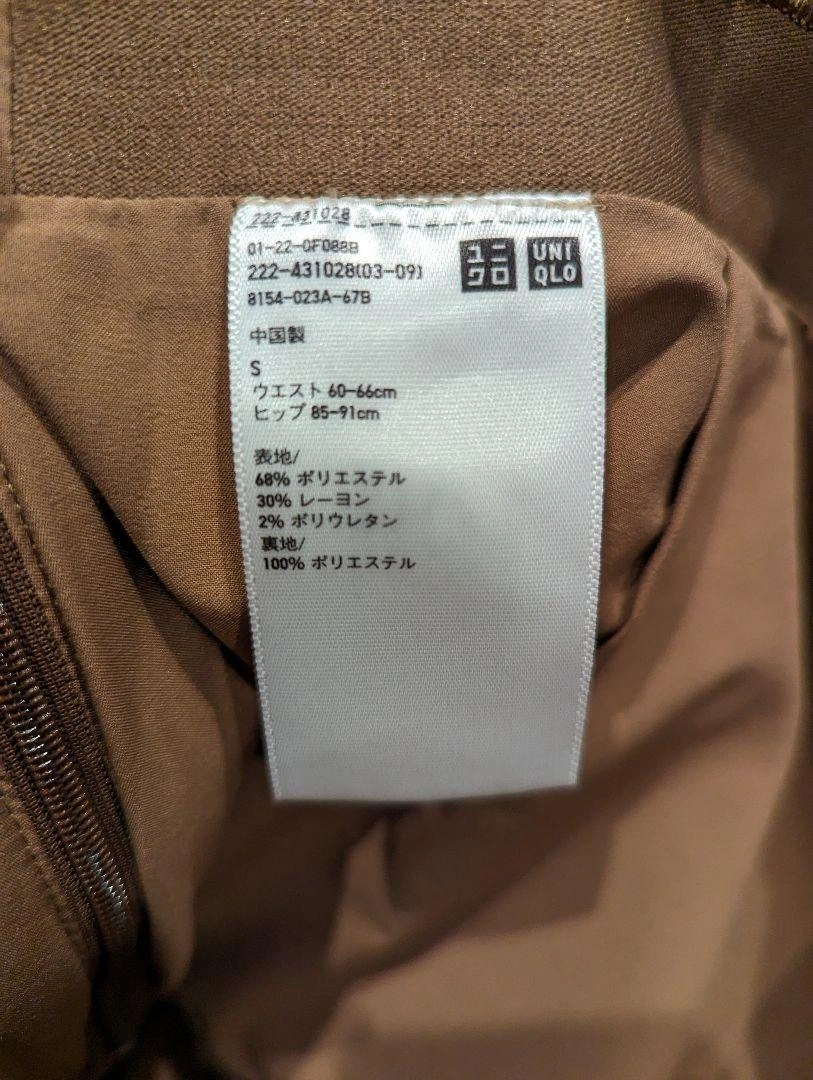 222-431028
01-22-0F088B
222-431028(03-09)
8154-023A-67B
ユニ
クロ
UNI
QLO
中国製
S
ウエスト 60-66cm
ヒップ 85-91cm
表地/
68% ポリエステル
30% レーヨン
2% ポリウレタン
裏地/
100% ポリエステル